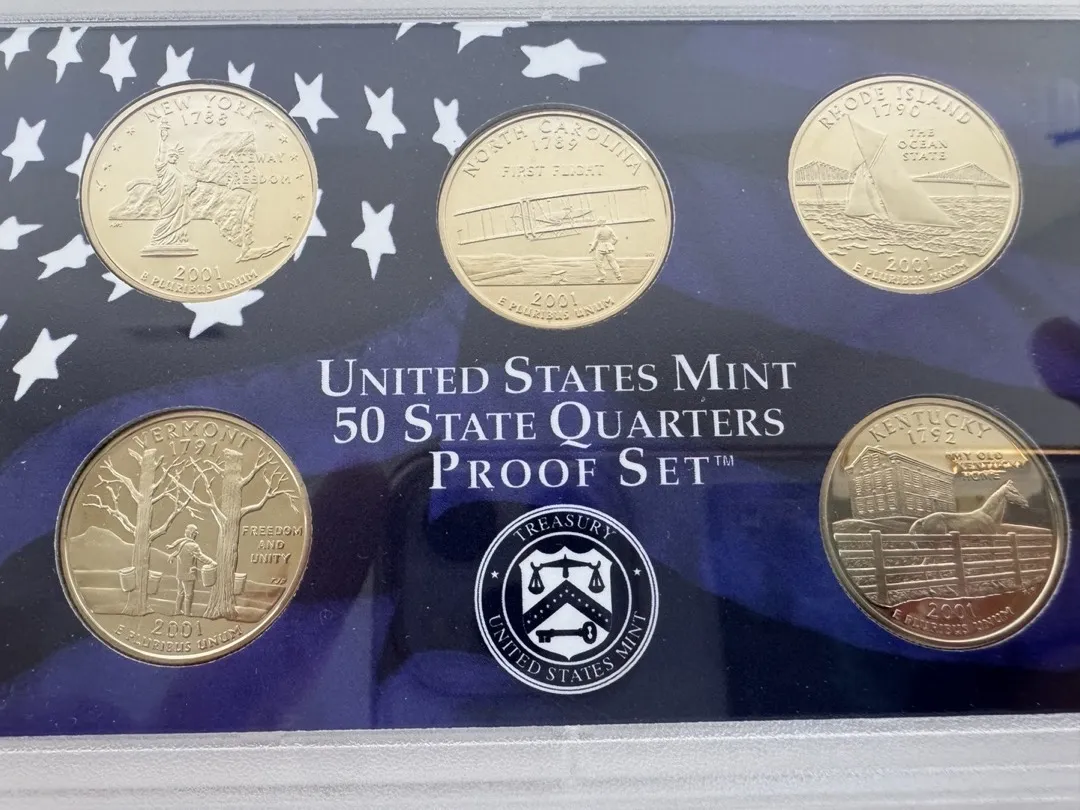 NEW YORK
1788
GATEWAY
TO
FREEDOM
2001
E PLURIBUS UNUM
NORTH CAROLINA
1789
FIRST FLIGHT
2001
E PLURIBUS UNUM
RHODE ISLAND
1790
THE
OCEAN
STATE
2001
E PLURIBUS UNUM
UNITED STATES MINT
50 STATE QUARTERS
PROOF SET™
VERMONT
1791
FREEDOM
AND
UNITY
2001
E PLURIBUS UNUM
TREASURY
UNITED STATES MINT
KENTUCKY
1792
MY OLD
KENTUCKY
HOME
2001
E PLURIBUS UNUM